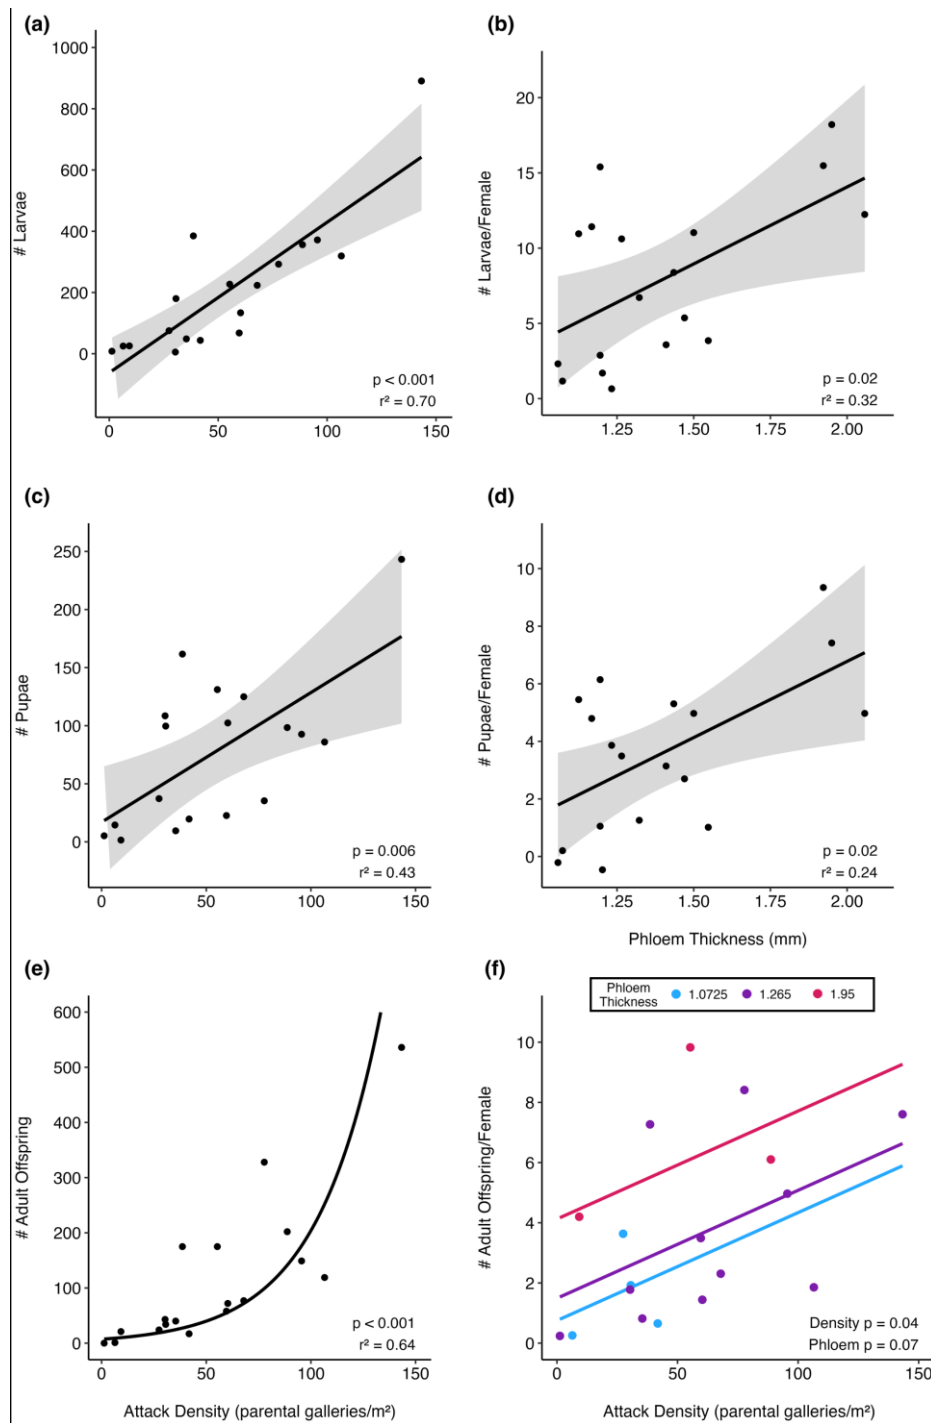 (a)
1000
800
600
400
200
0
# Larvae
p < 0.001
r² = 0.70
0 50 100 150
(b)
20
15
10
5
0
# Larvae/Female
p = 0.02
r² = 0.32
1.25 1.50 1.75 2.00
(c)
250
200
150
100
50
0
# Pupae
p = 0.006
r² = 0.43
0 50 100 150
(d)
10
8
6
4
2
0
# Pupae/Female
p = 0.02
r² = 0.24
1.25 1.50 1.75 2.00
Phloem Thickness (mm)
(e)
600
500
400
300
200
100
0
# Adult Offspring
p < 0.001
r² = 0.64
0 50 100 150
Attack Density (parental galleries/m²)
(f)
Phloem
Thickness
1.0725 1.265 1.95
10
8
6
4
2
0
# Adult Offspring/Female
Density p = 0.04
Phloem p = 0.07
0 50 100 150
Attack Density (parental galleries/m²)